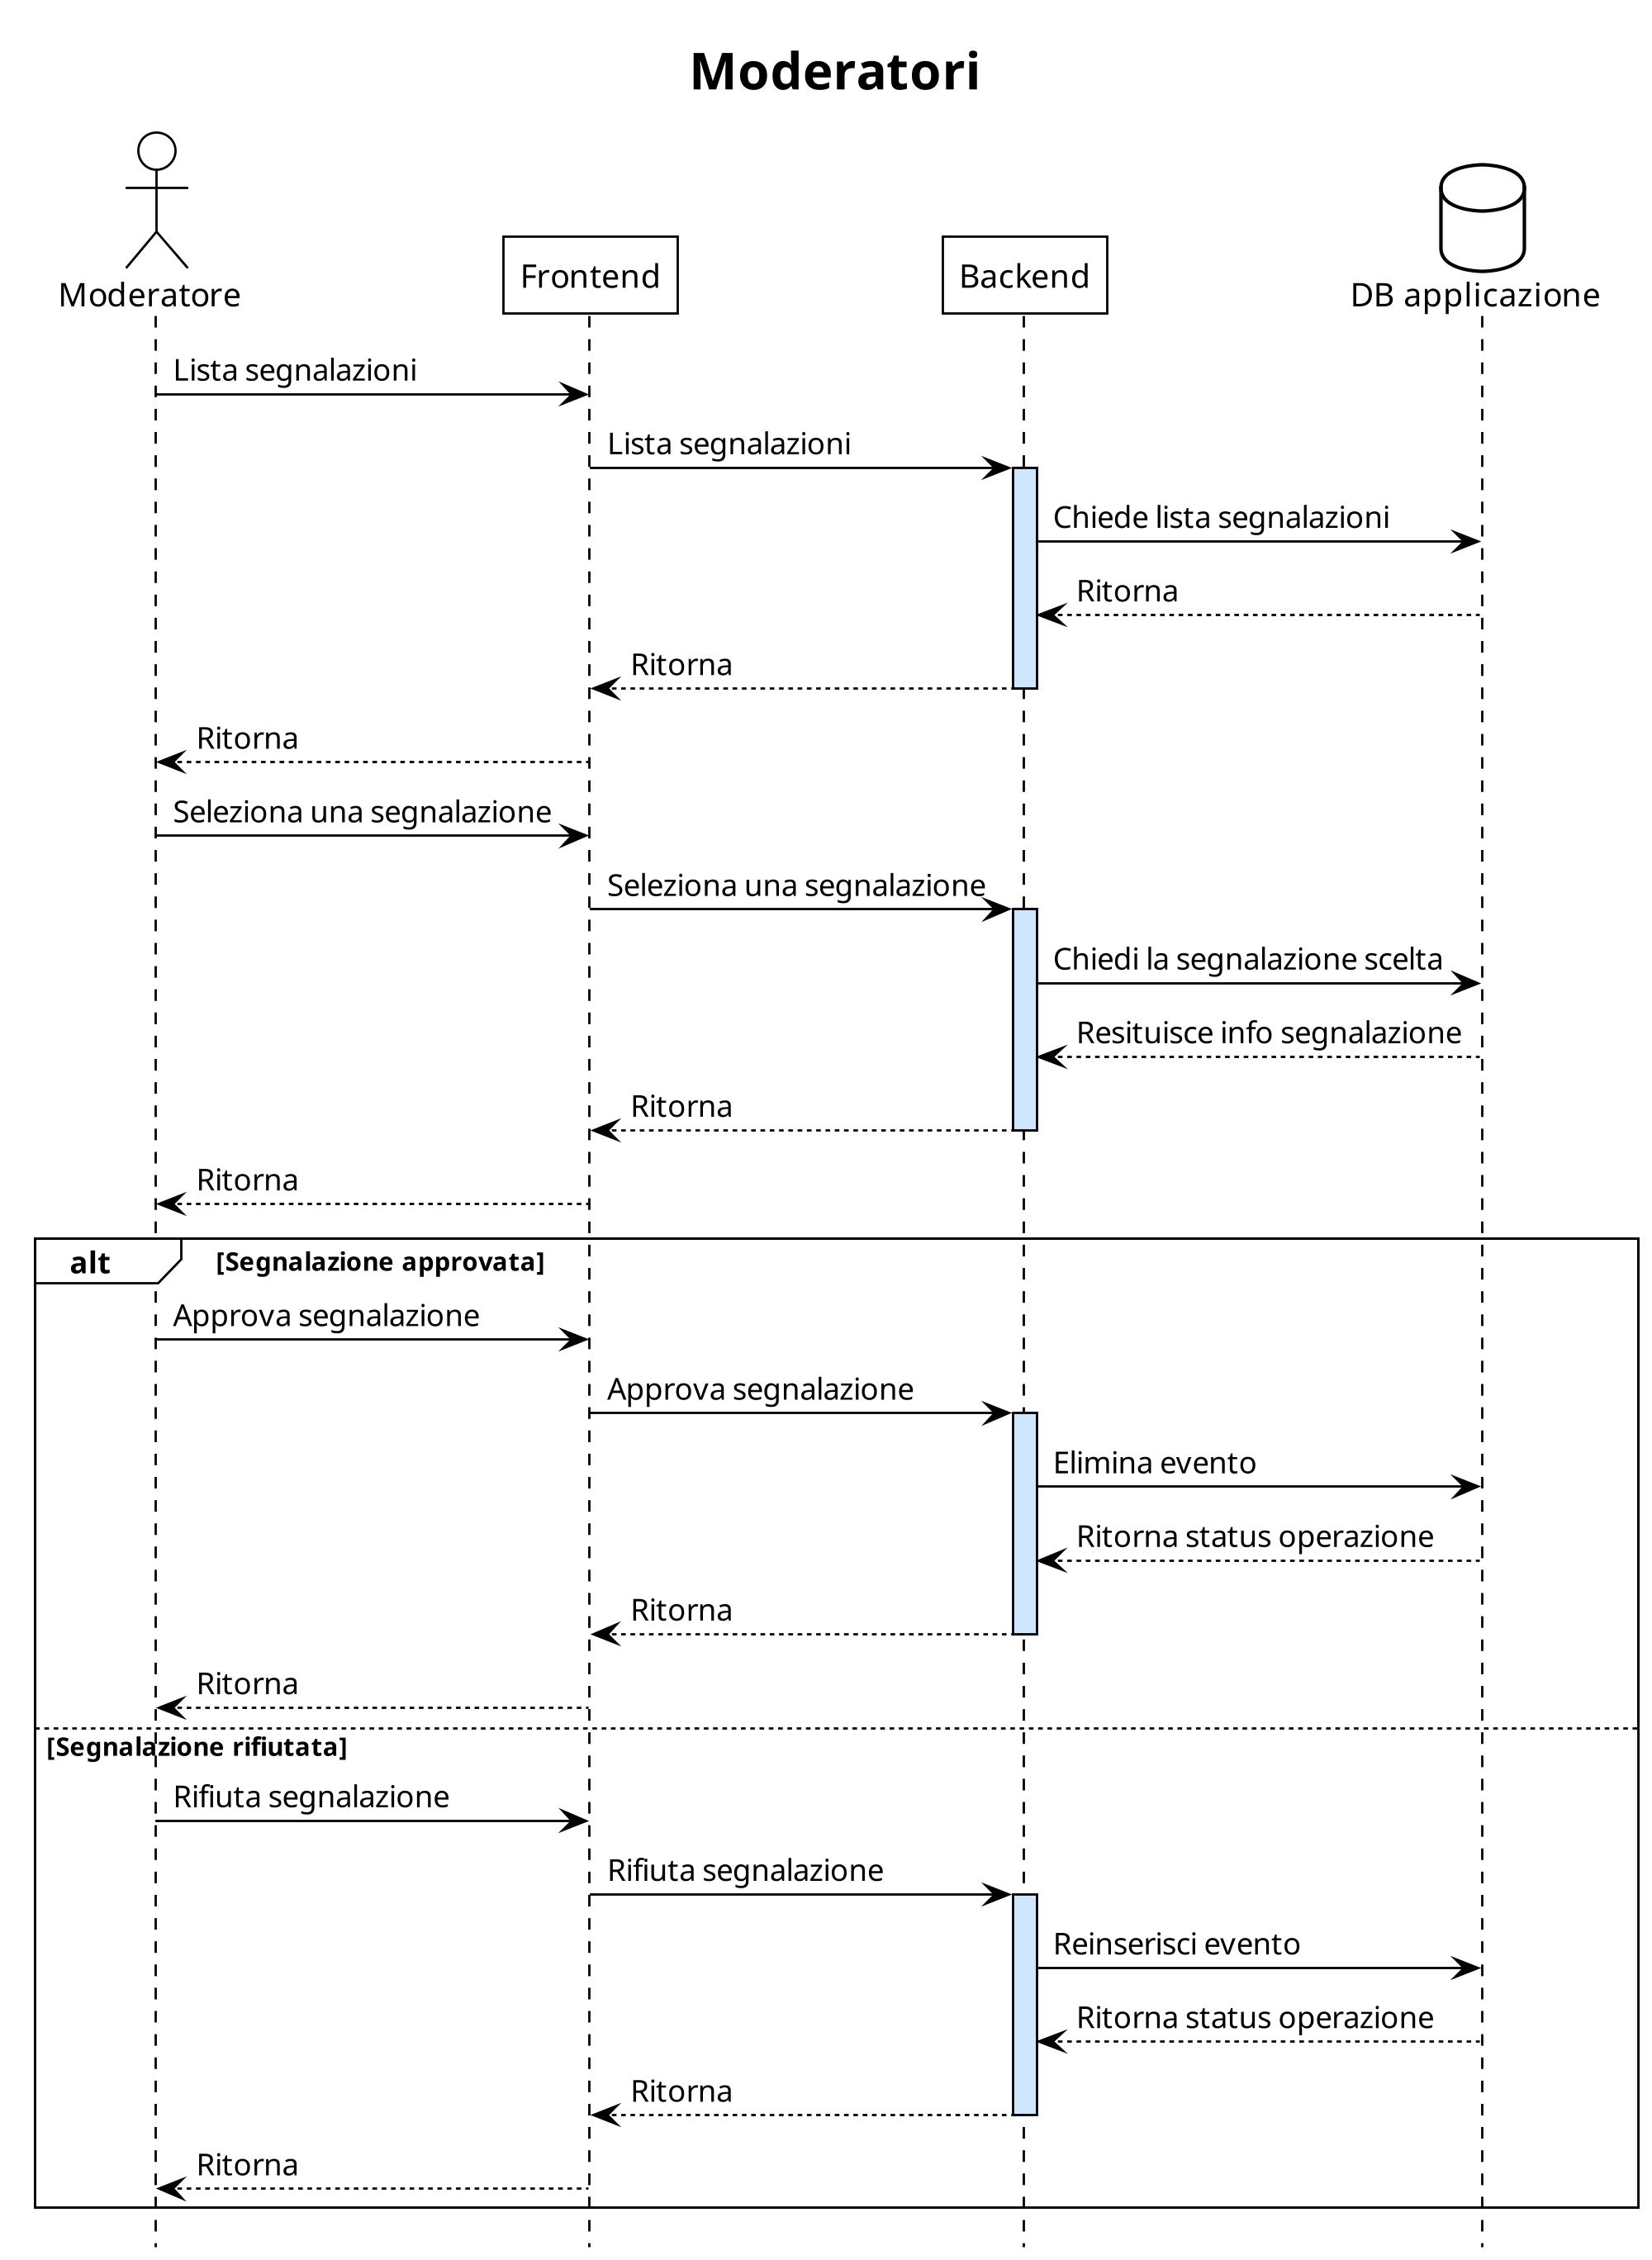 Moderatori
Moderatore
Frontend
Backend
DB applicazione
Lista segnalazioni
Lista segnalazioni
Chiede lista segnalazioni
Ritorna
Ritorna
Ritorna
Seleziona una segnalazione
Seleziona una segnalazione
Chiedi la segnalazione scelta
Resituisce info segnalazione
Ritorna
Ritorna
alt
[Segnalazione approvata]
Approva segnalazione
Approva segnalazione
Elimina evento
Ritorna status operazione
Ritorna
Ritorna
[Segnalazione rifiutata]
Rifiuta segnalazione
Rifiuta segnalazione
Reinserisci evento
Ritorna status operazione
Ritorna
Ritorna